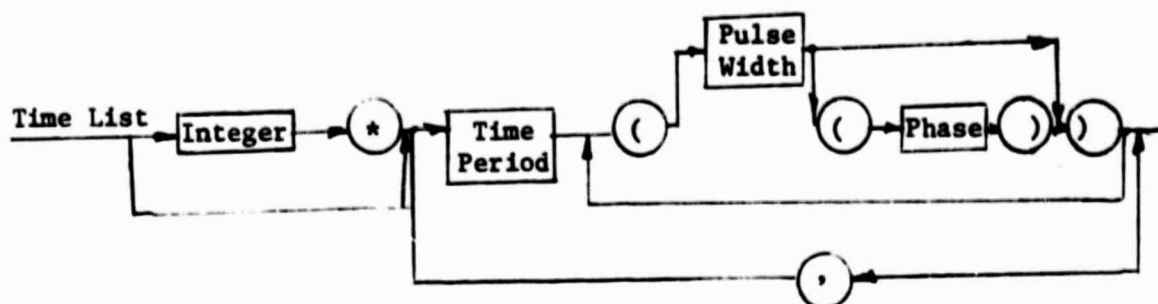 Pulse
Width
Time List
Integer
*
Time
Period
(
(
Phase
)
)
,